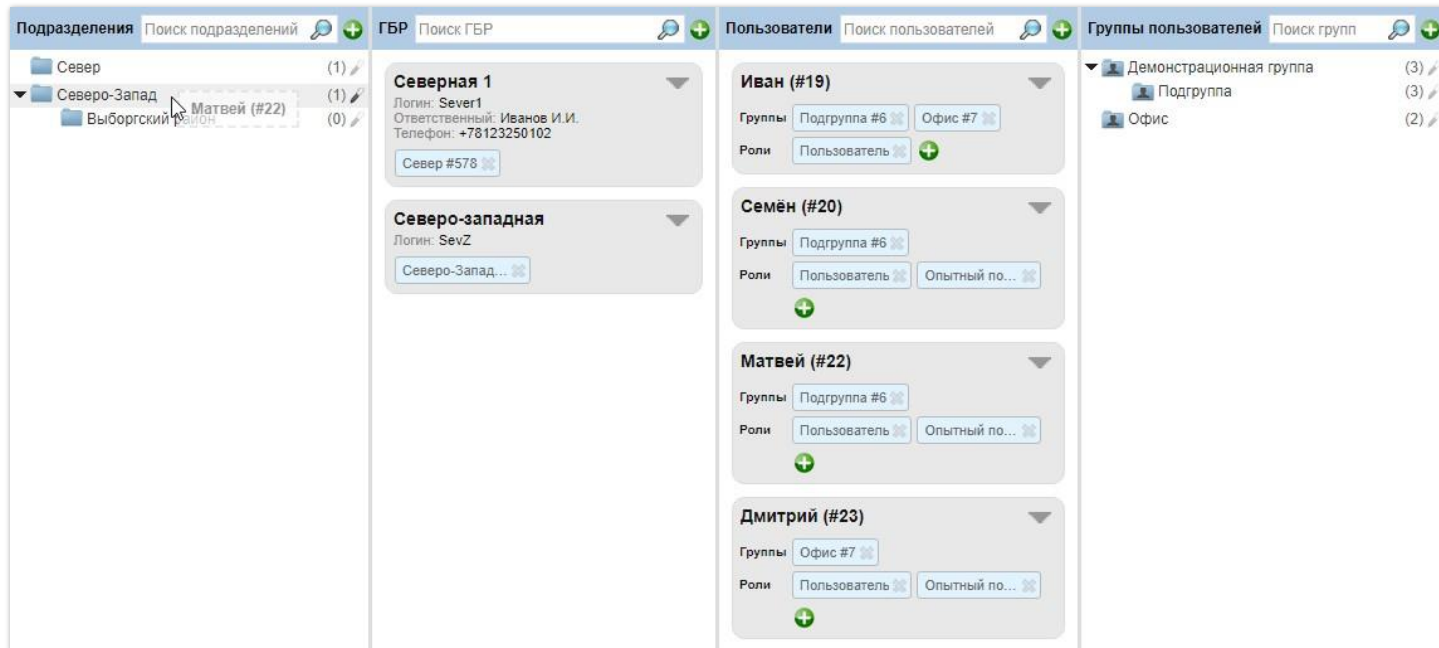 Подразделения Поиск подразделений
Север (1)
Северо-Запад (1)
Матвей (#22)
Выборгский район (0)
ГБР Поиск ГБР
Северная 1
Логин: Sever1
Ответственный: Иванов И.И.
Телефон: +78123250102
Север #578
Северо-западная
Логин: SevZ
Северо-Запад...
Пользователи Поиск пользователей
Иван (#19)
Группы Подгруппа #6 Офис #7
Роли Пользователь
Семён (#20)
Группы Подгруппа #6
Роли Пользователь Опытный по...
Матвей (#22)
Группы Подгруппа #6
Роли Пользователь Опытный по...
Дмитрий (#23)
Группы Офис #7
Роли Пользователь Опытный по...
Группы пользователей Поиск групп
Демонстрационная группа (3)
Подгруппа (3)
Офис (2)